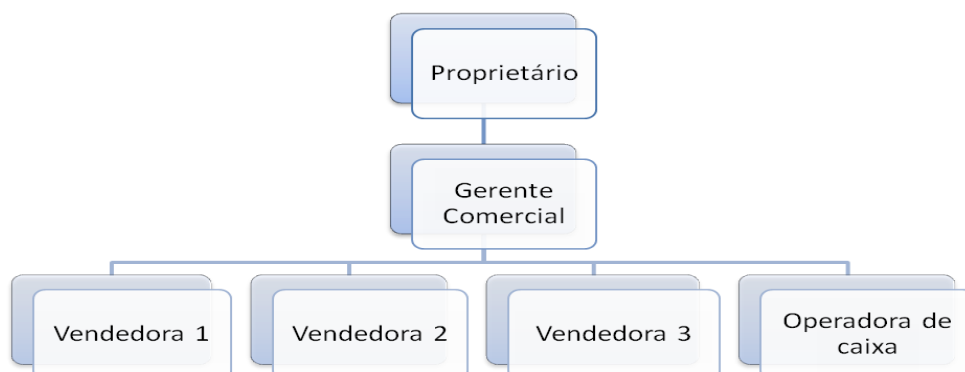 Proprietário
Gerente
Comercial
Vendedora 1
Vendedora 2
Vendedora 3
Operadora de
caixa